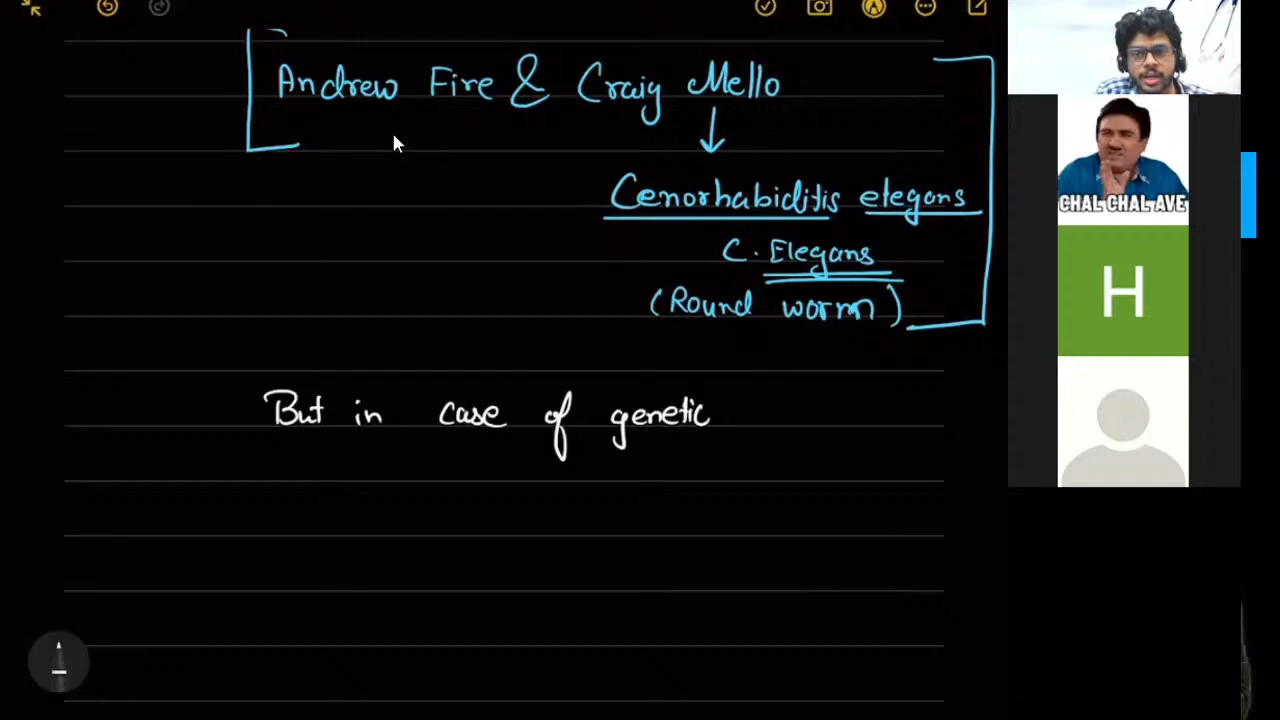 Andrew Fire & Craig Mello
Cenorhabiditis elegans
C. Elegans
(Round worm)
But in case of genetic
CHAL CHAL AVE
H